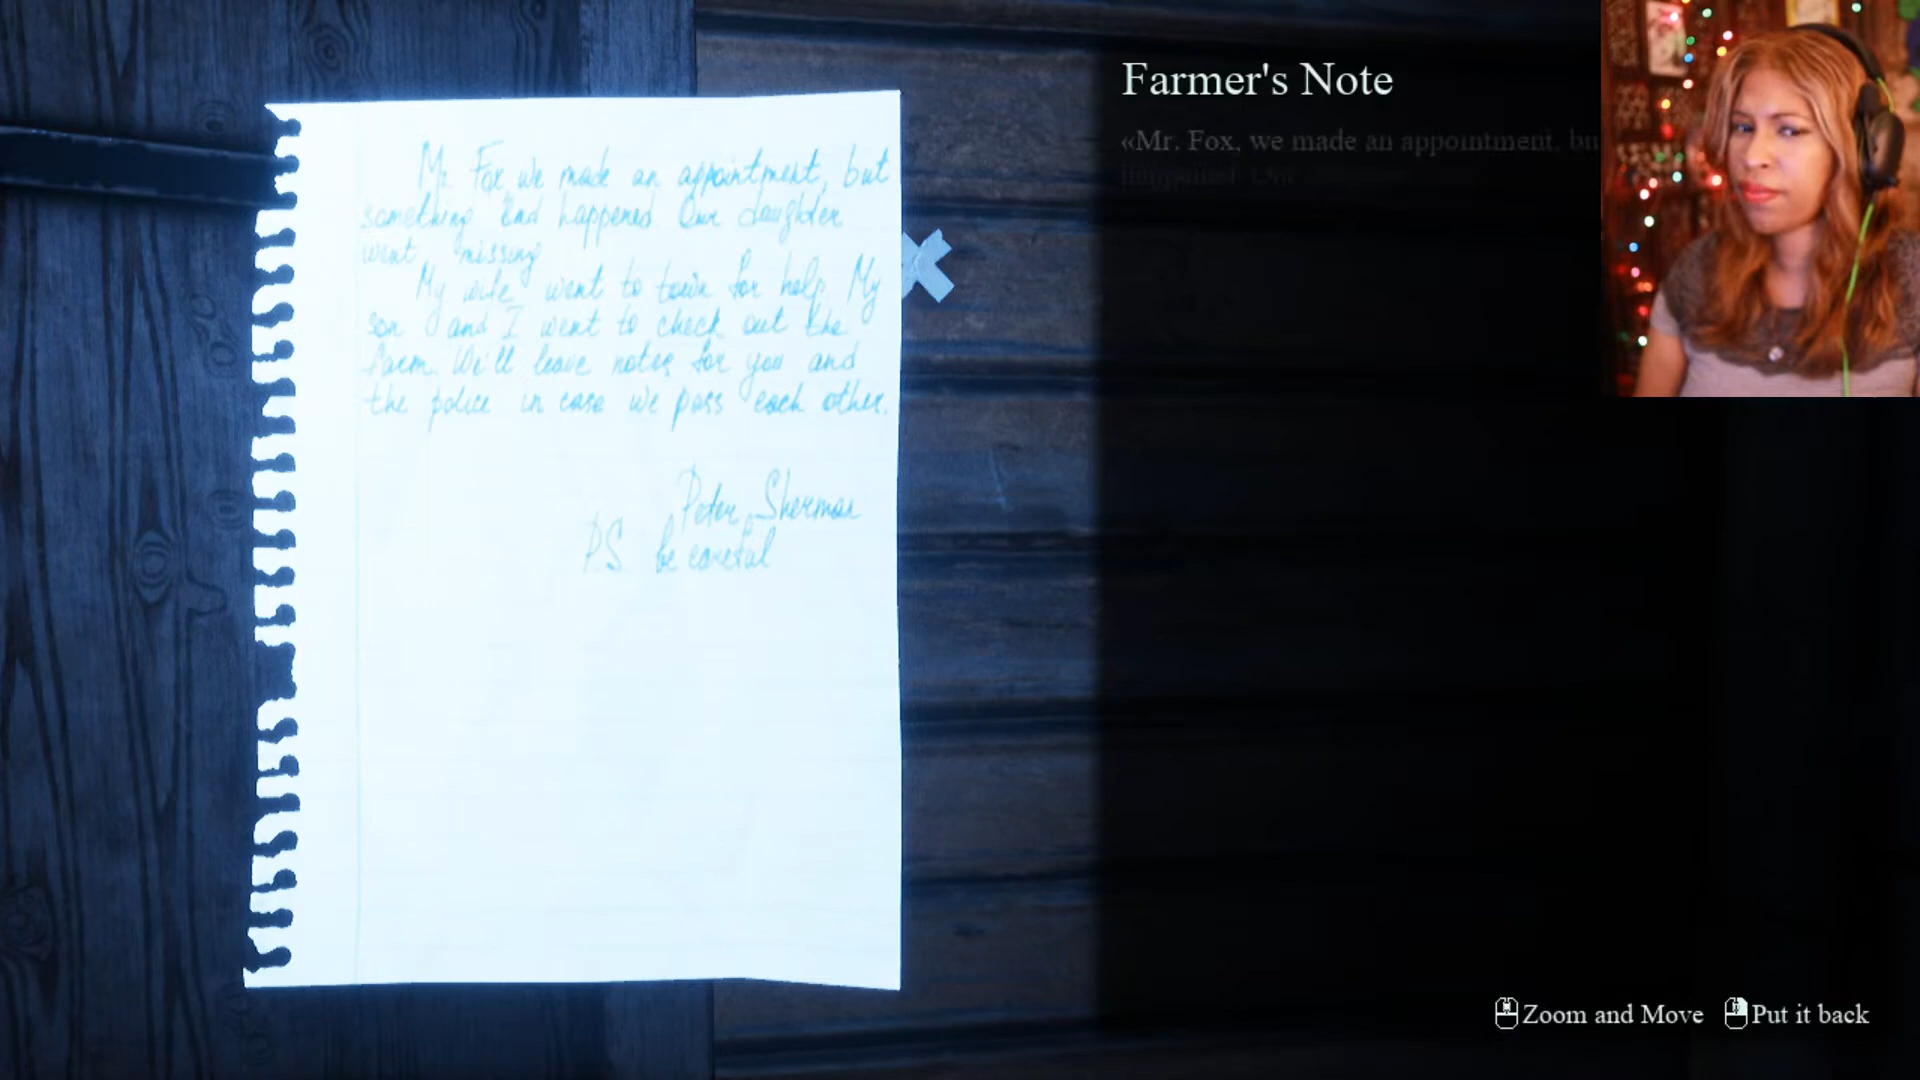 Farmer's Note
«Mr. Fox, we made an appointment, bu
happened. Our
Mr. Fox, we made an appointment, but
something bad happened. Our daughter
went missing
My wife went to town for help. My
son and I went to check out the
farm. We'll leave notes for you and
the police in case we pass each other.
Peter Sherman
P.S. be careful
Zoom and Move
Put it back